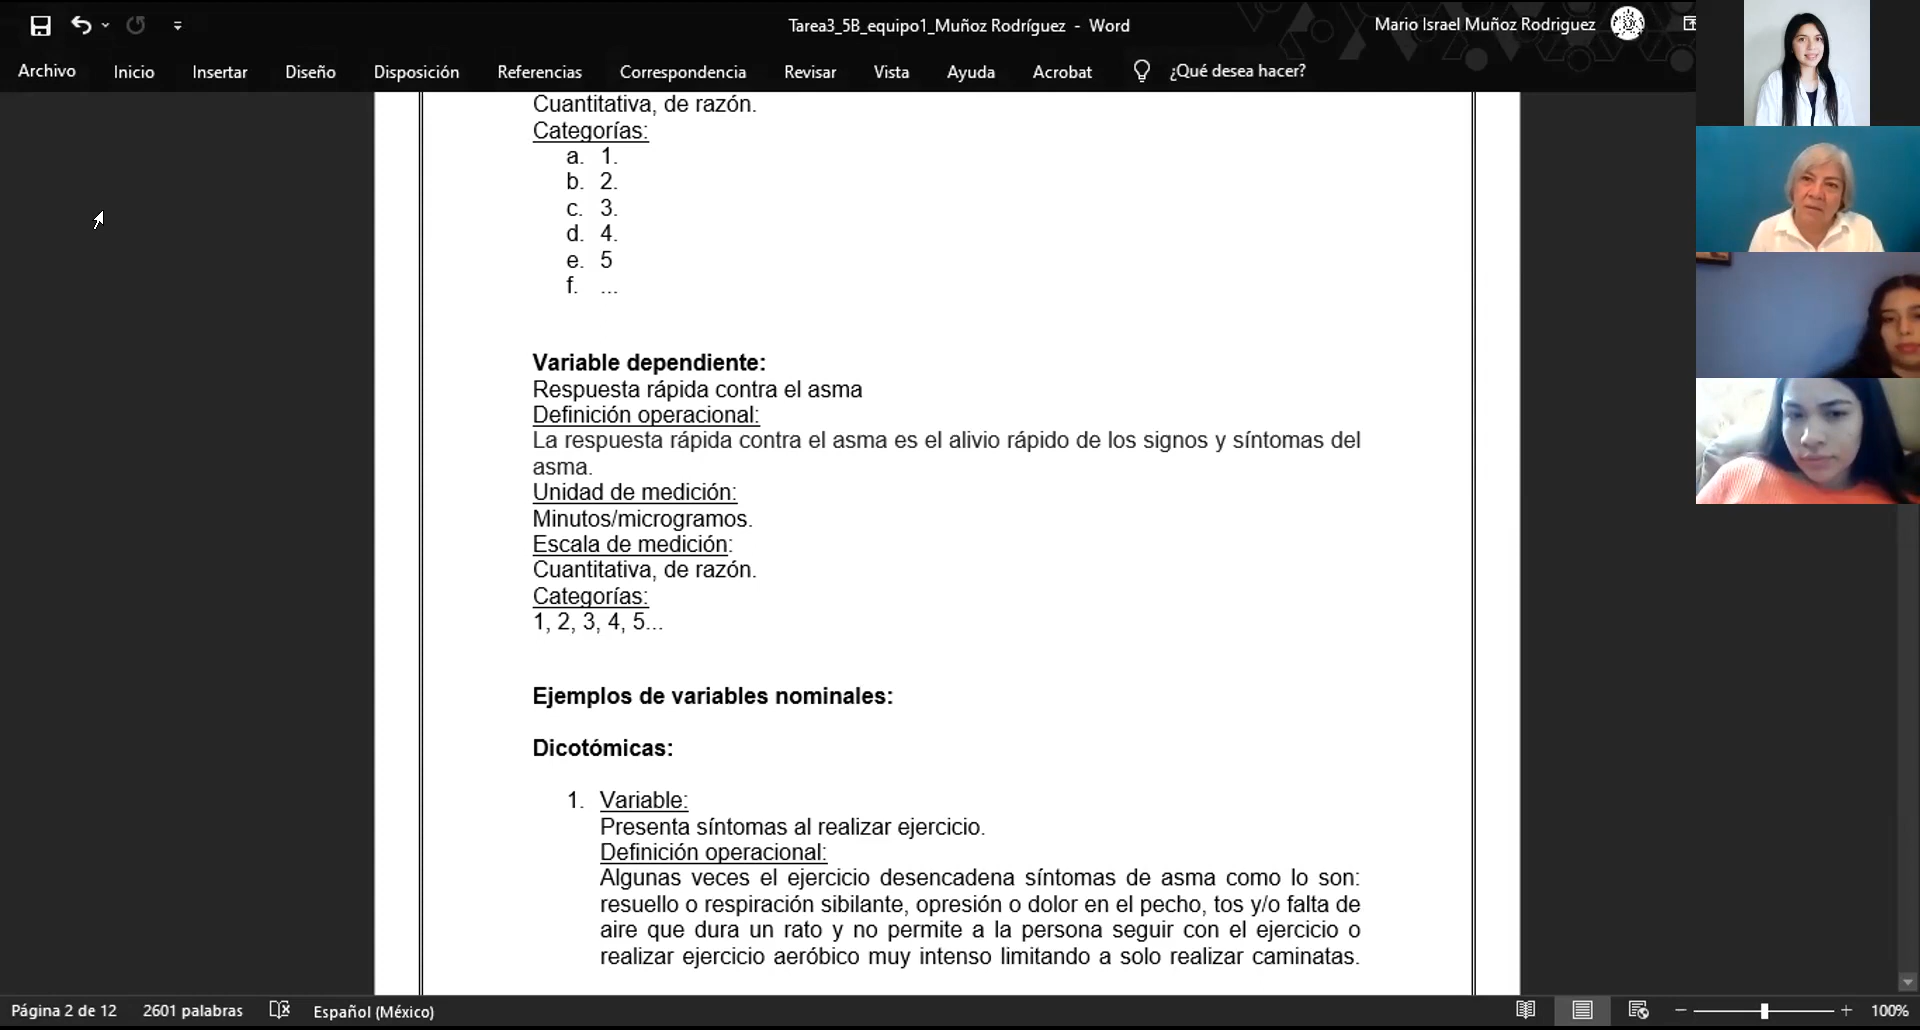 Tarea3_5B_equipo1_Muñoz Rodríguez - Word
Mario Israel Muñoz Rodriguez
Archivo Inicio Insertar Diseño Disposición Referencias Correspondencia Revisar Vista Ayuda Acrobat ¿Qué desea hacer?
Cuantitativa, de razón.
Categorías:
a. 1.
b. 2.
c. 3.
d. 4.
e. 5
f. ...
Variable dependiente:
Respuesta rápida contra el asma
Definición operacional:
La respuesta rápida contra el asma es el alivio rápido de los signos y síntomas del
asma.
Unidad de medición:
Minutos/microgramos.
Escala de medición:
Cuantitativa, de razón.
Categorías:
1, 2, 3, 4, 5...
Ejemplos de variables nominales:
Dicotómicas:
1. Variable:
Presenta síntomas al realizar ejercicio.
Definición operacional:
Algunas veces el ejercicio desencadena síntomas de asma como lo son:
resuello o respiración sibilante, opresión o dolor en el pecho, tos y/o falta de
aire que dura un rato y no permite a la persona seguir con el ejercicio o
realizar ejercicio aeróbico muy intenso limitando a solo realizar caminatas.
Página 2 de 12 2601 palabras Español (México) 100%